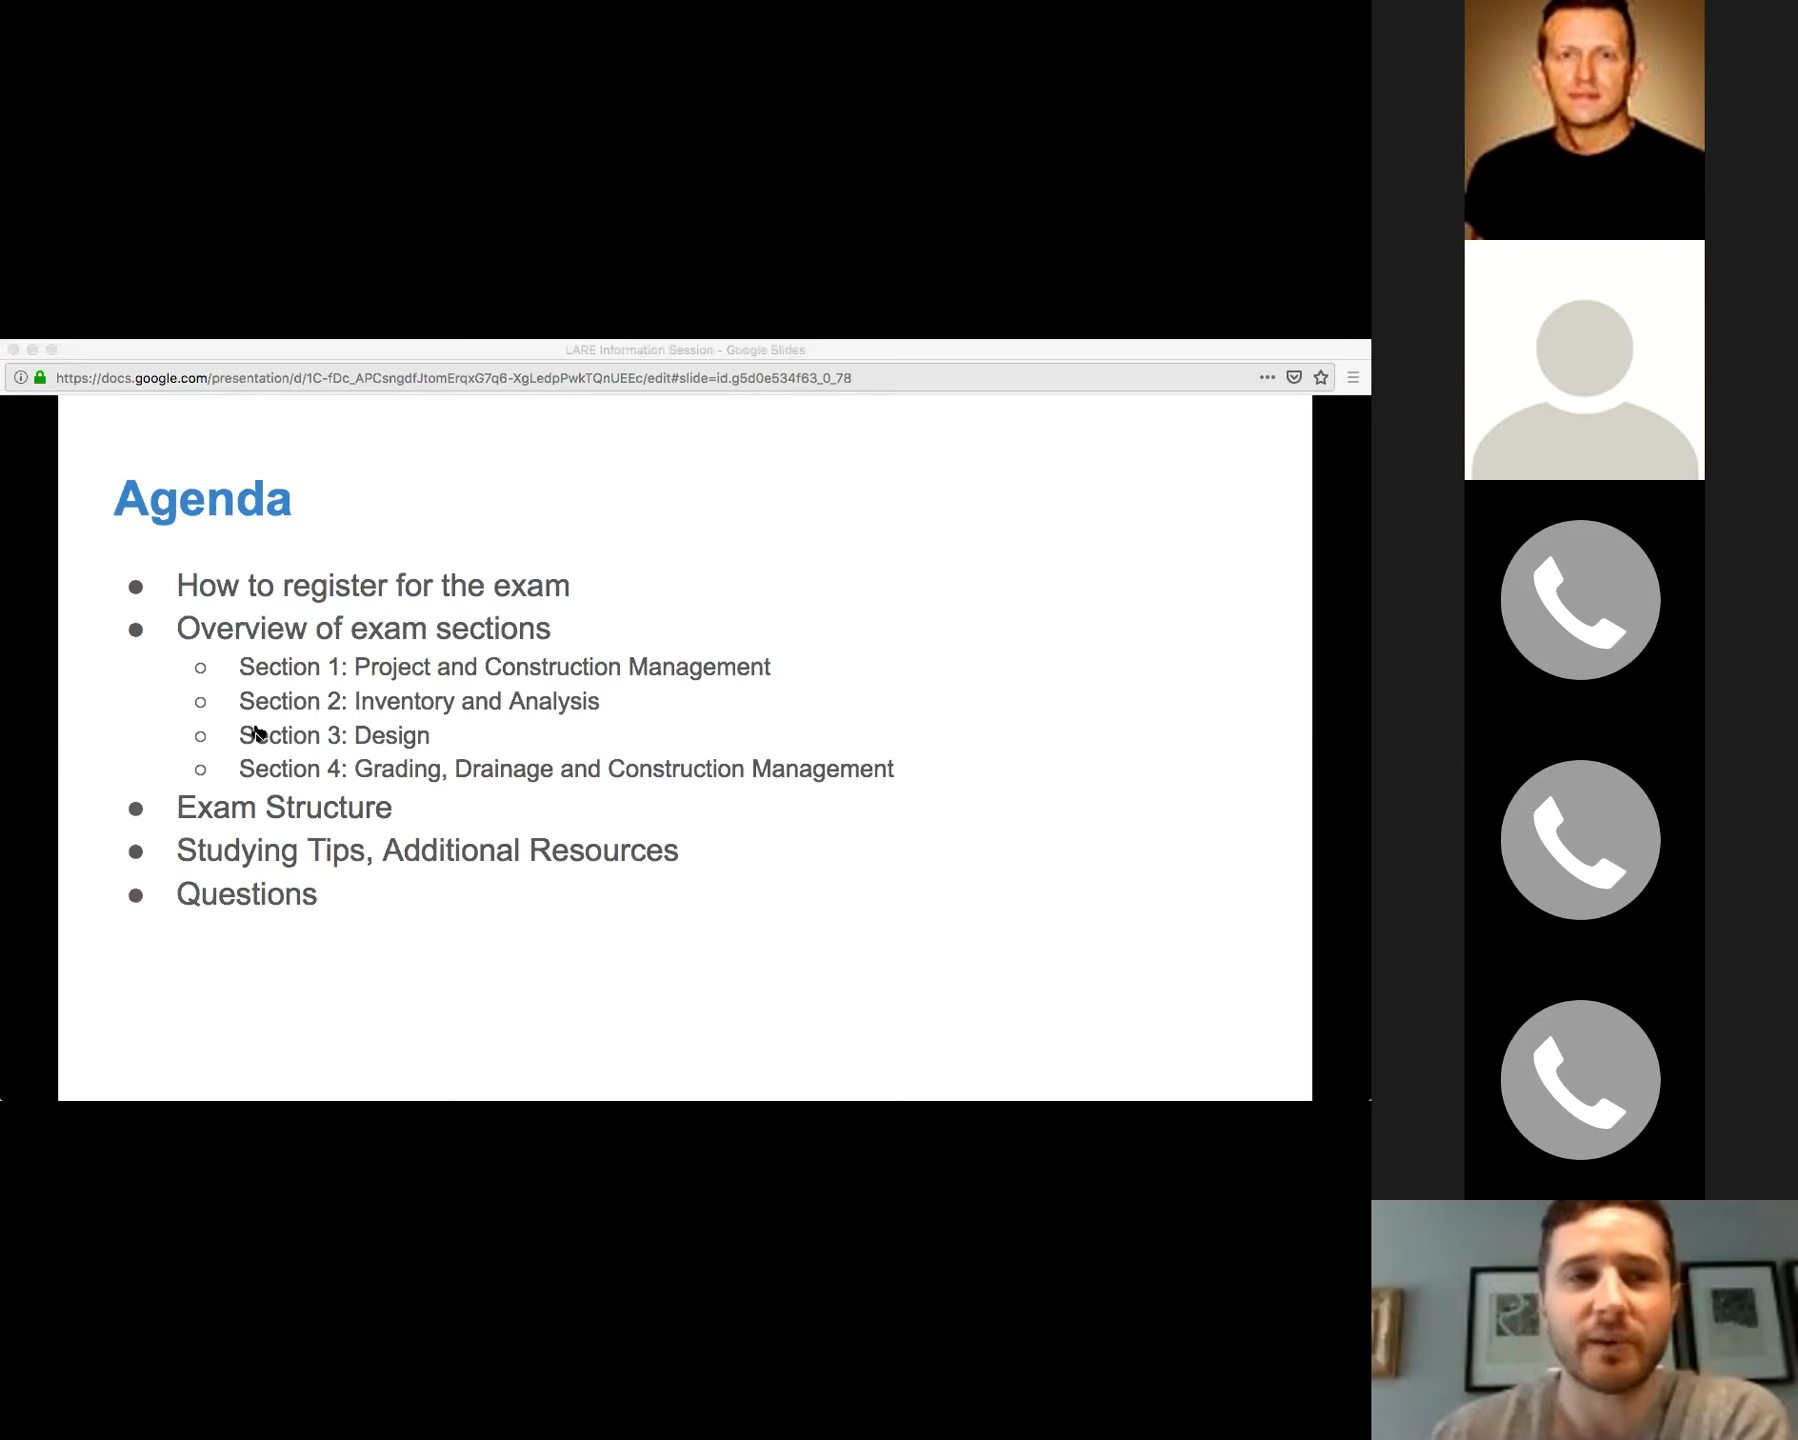 LARE Information Session - Google Slides
https://docs.google.com/presentation/d/1C-fDc_APCsngdfJtomErqxG7q6-XgLedpPwkTQnUEEc/edit#slide=id.g5d0e534f63_0_78
Agenda
● How to register for the exam
● Overview of exam sections
○ Section 1: Project and Construction Management
○ Section 2: Inventory and Analysis
○ Section 3: Design
○ Section 4: Grading, Drainage and Construction Management
● Exam Structure
● Studying Tips, Additional Resources
● Questions